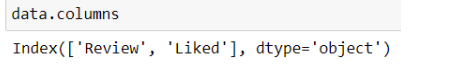 data.columns
Index(['Review', 'Liked'], dtype='object')